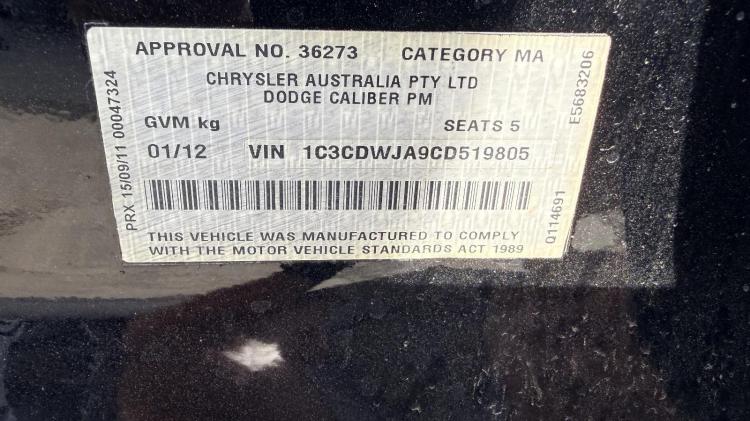 APPROVAL NO. 36273 CATEGORY MA
CHRYSLER AUSTRALIA PTY LTD
DODGE CALIBER PM
GVM kg SEATS 5
01/12 VIN 1C3CDWJA9CD519805
THIS VEHICLE WAS MANUFACTURED TO COMPLY
WITH THE MOTOR VEHICLE STANDARDS ACT 1989
PRX 15/09/11 00047324
E5683206
Q114691